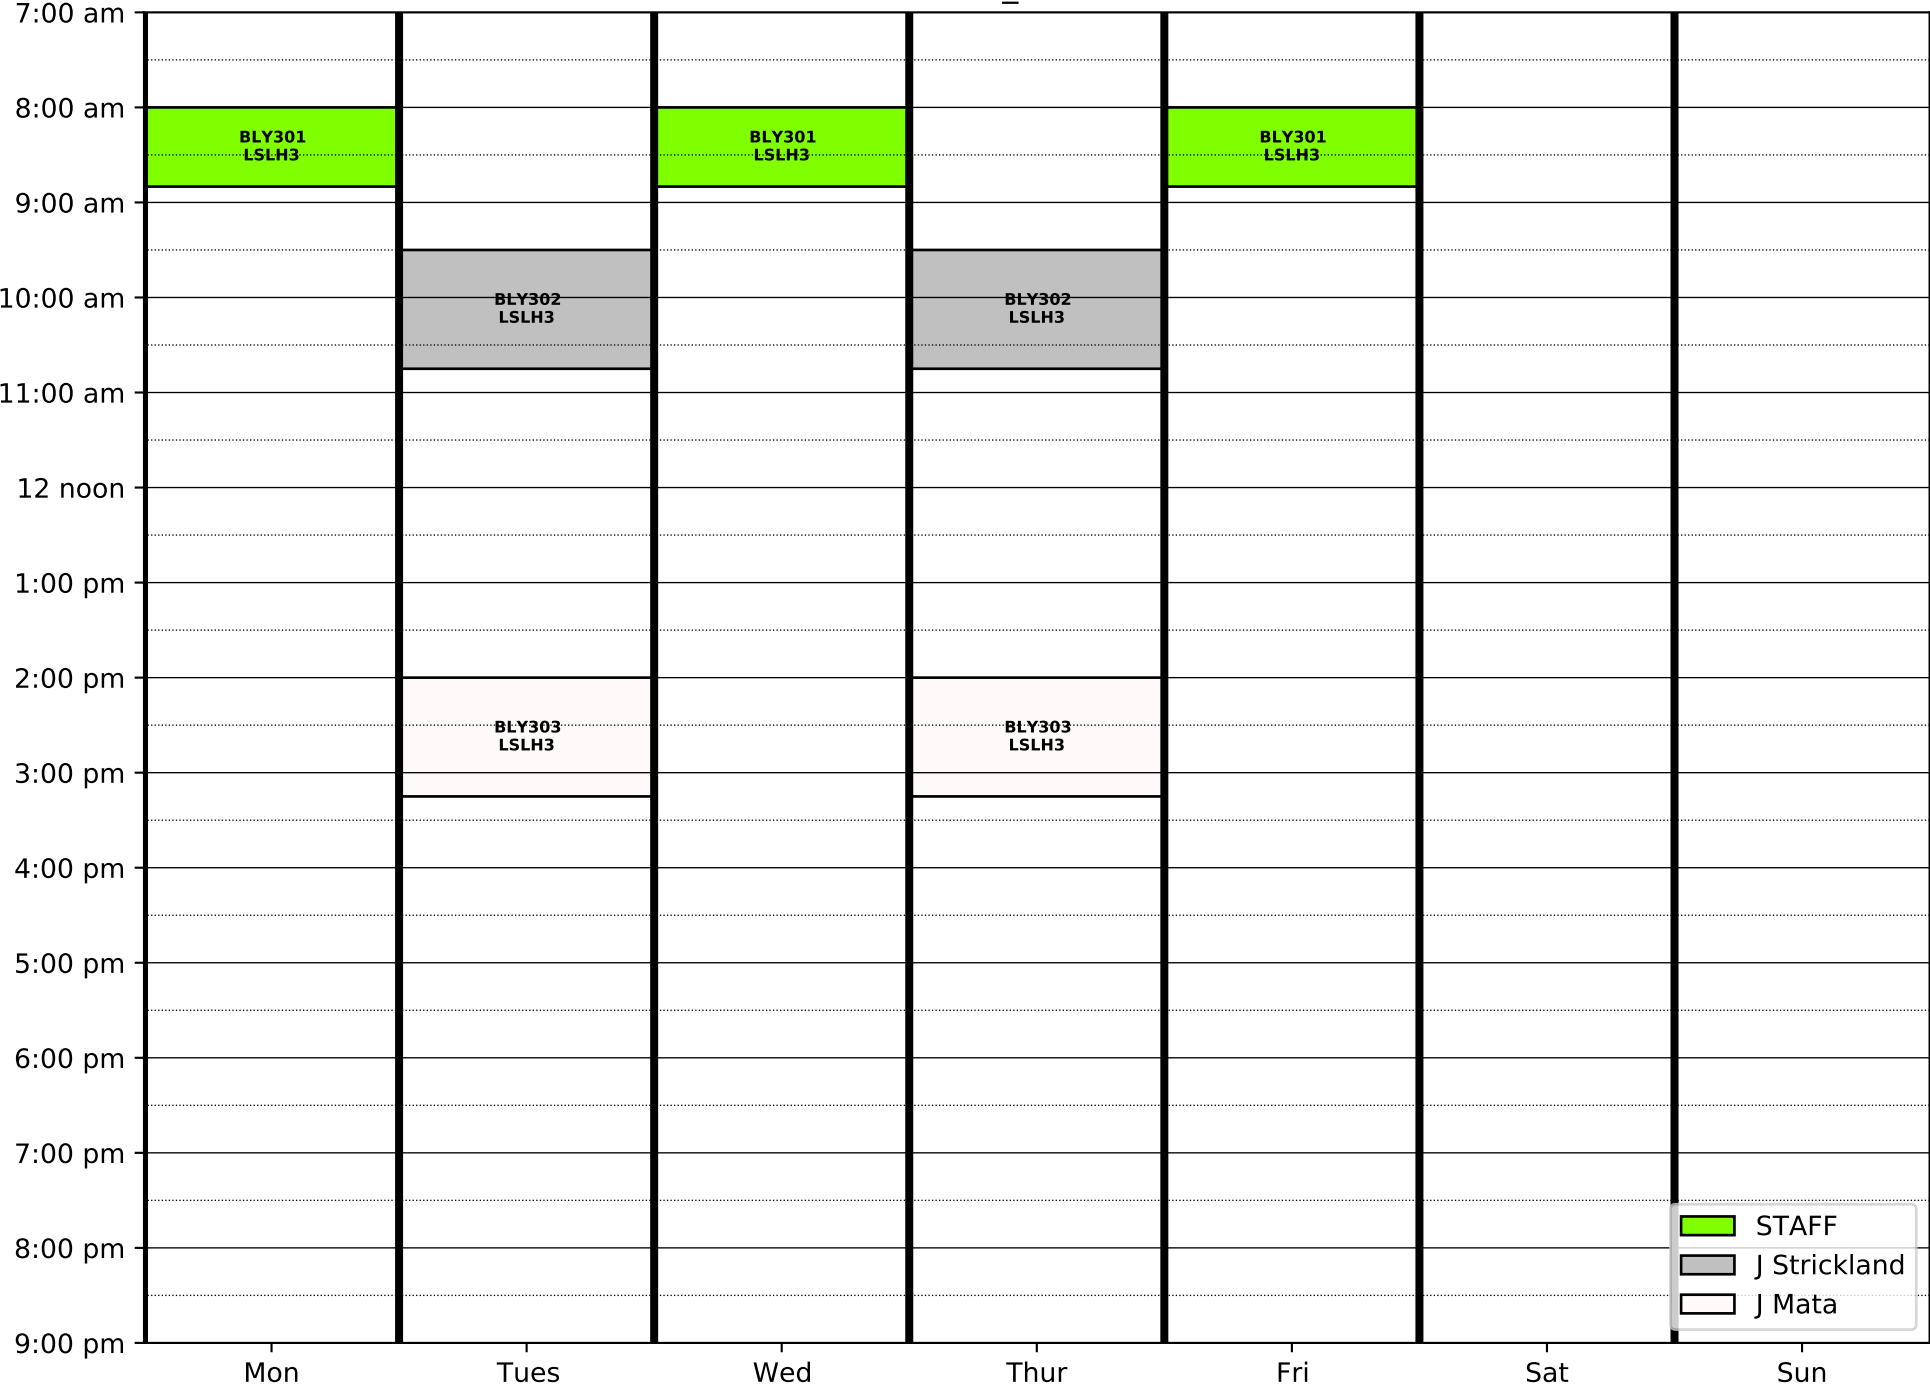 7:00 am
8:00 am
9:00 am
10:00 am
11:00 am
12 noon
1:00 pm
2:00 pm
3:00 pm
4:00 pm
5:00 pm
6:00 pm
7:00 pm
8:00 pm
9:00 pm
BLY301
LSLH3
BLY301
LSLH3
BLY301
LSLH3
BLY302
LSLH3
BLY302
LSLH3
BLY303
LSLH3
BLY303
LSLH3
STAFF
J Strickland
J Mata
Mon
Tues
Wed
Thur
Fri
Sat
Sun